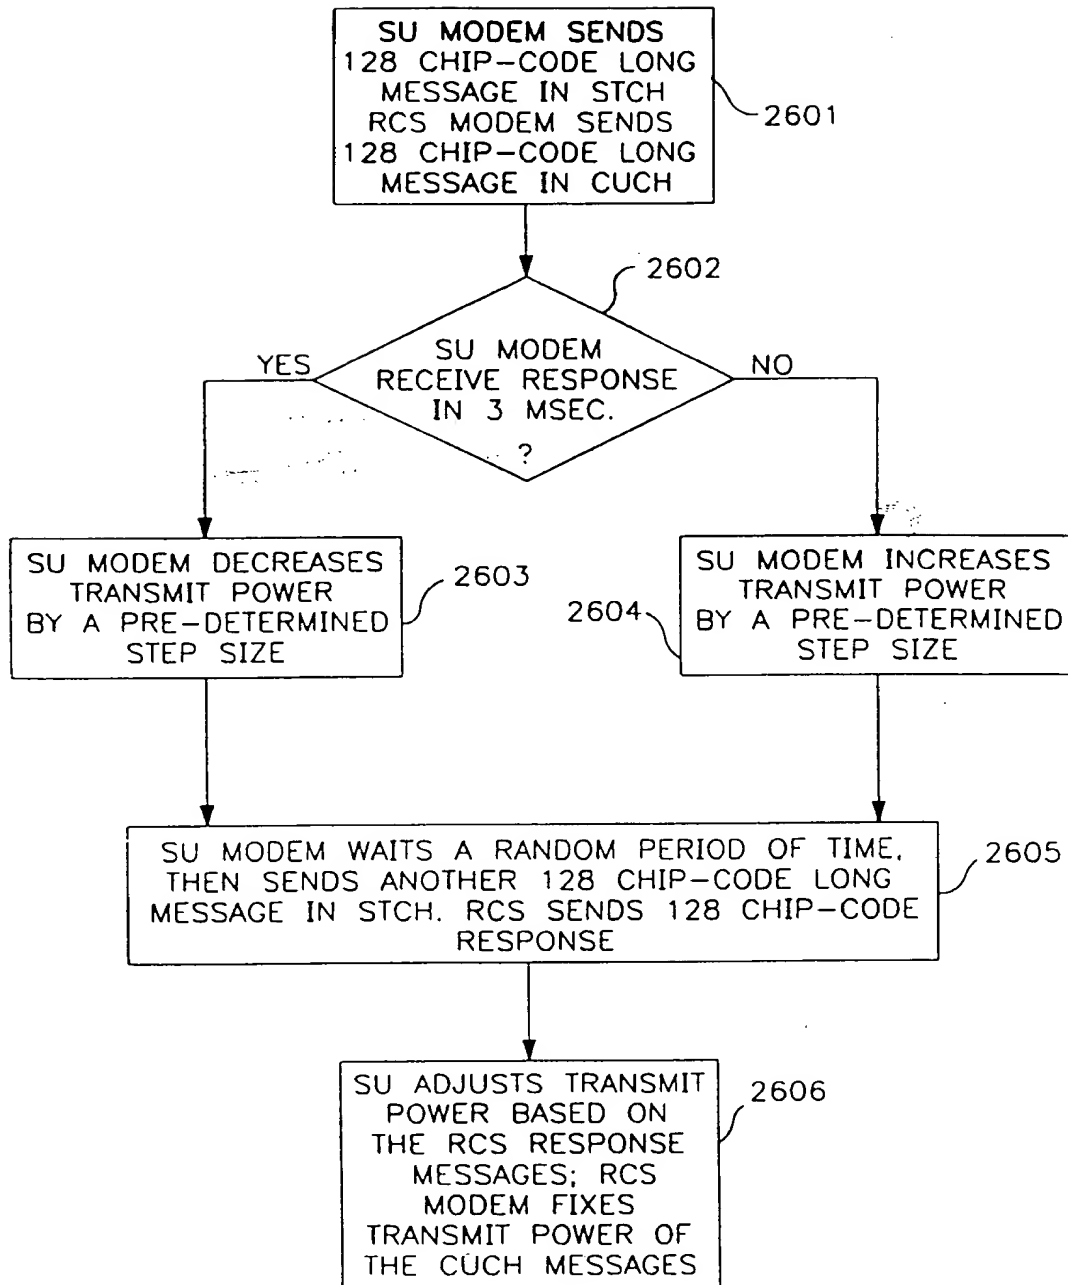 SU MODEM SENDS
128 CHIP-CODE LONG
MESSAGE IN STCH
RCS MODEM SENDS
128 CHIP-CODE LONG
MESSAGE IN CUCH
2601
2602
SU MODEM
RECEIVE RESPONSE
IN 3 MSEC.
?
YES
NO
SU MODEM DECREASES
TRANSMIT POWER
BY A PRE-DETERMINED
STEP SIZE
2603
SU MODEM INCREASES
TRANSMIT POWER
BY A PRE-DETERMINED
STEP SIZE
2604
SU MODEM WAITS A RANDOM PERIOD OF TIME,
THEN SENDS ANOTHER 128 CHIP-CODE LONG
MESSAGE IN STCH. RCS SENDS 128 CHIP-CODE
RESPONSE
2605
SU ADJUSTS TRANSMIT
POWER BASED ON
THE RCS RESPONSE
MESSAGES; RCS
MODEM FIXES
TRANSMIT POWER OF
THE CUCH MESSAGES
2606